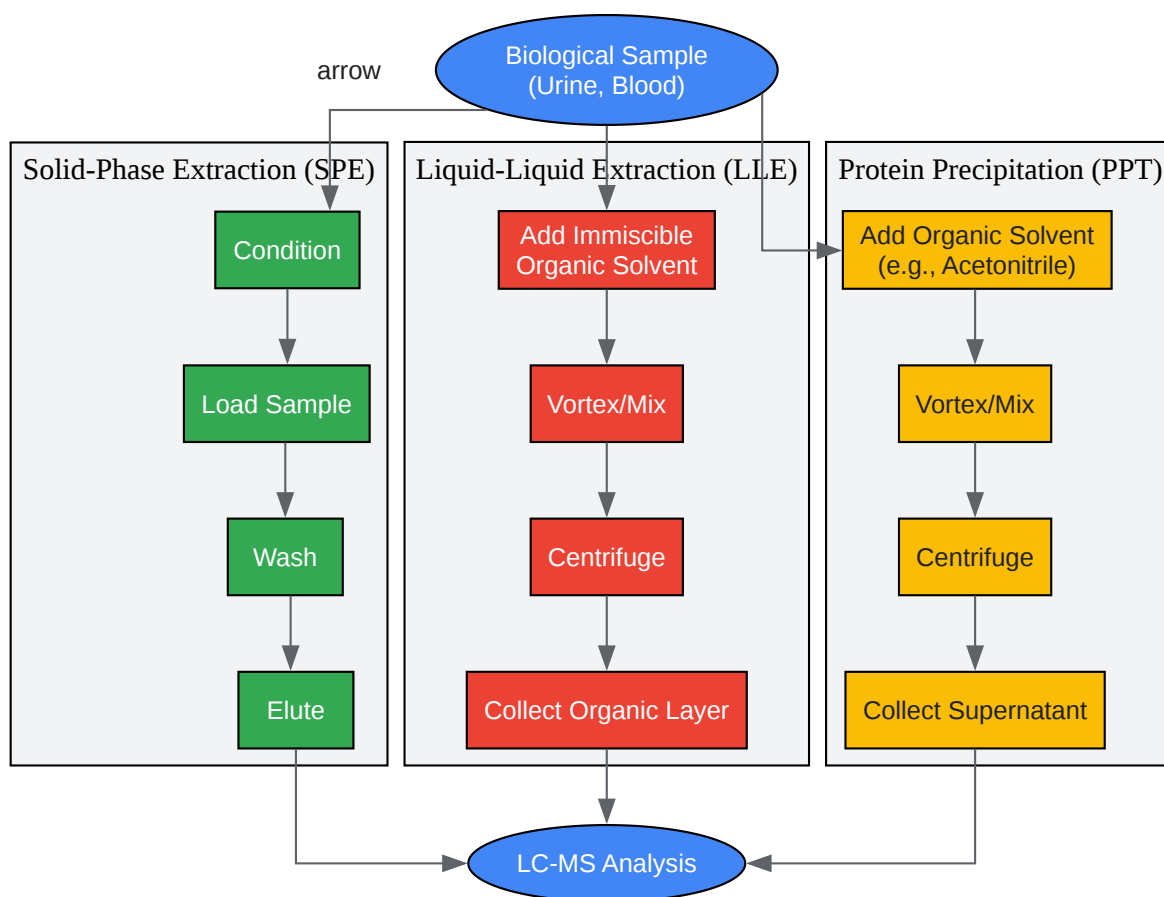 Biological Sample
(Urine, Blood)
arrow
Solid-Phase Extraction (SPE)
Condition
Load Sample
Wash
Elute
Liquid-Liquid Extraction (LLE)
Add Immiscible
Organic Solvent
Vortex/Mix
Centrifuge
Collect Organic Layer
Protein Precipitation (PPT)
Add Organic Solvent
(e.g., Acetonitrile)
Vortex/Mix
Centrifuge
Collect Supernatant
LC-MS Analysis